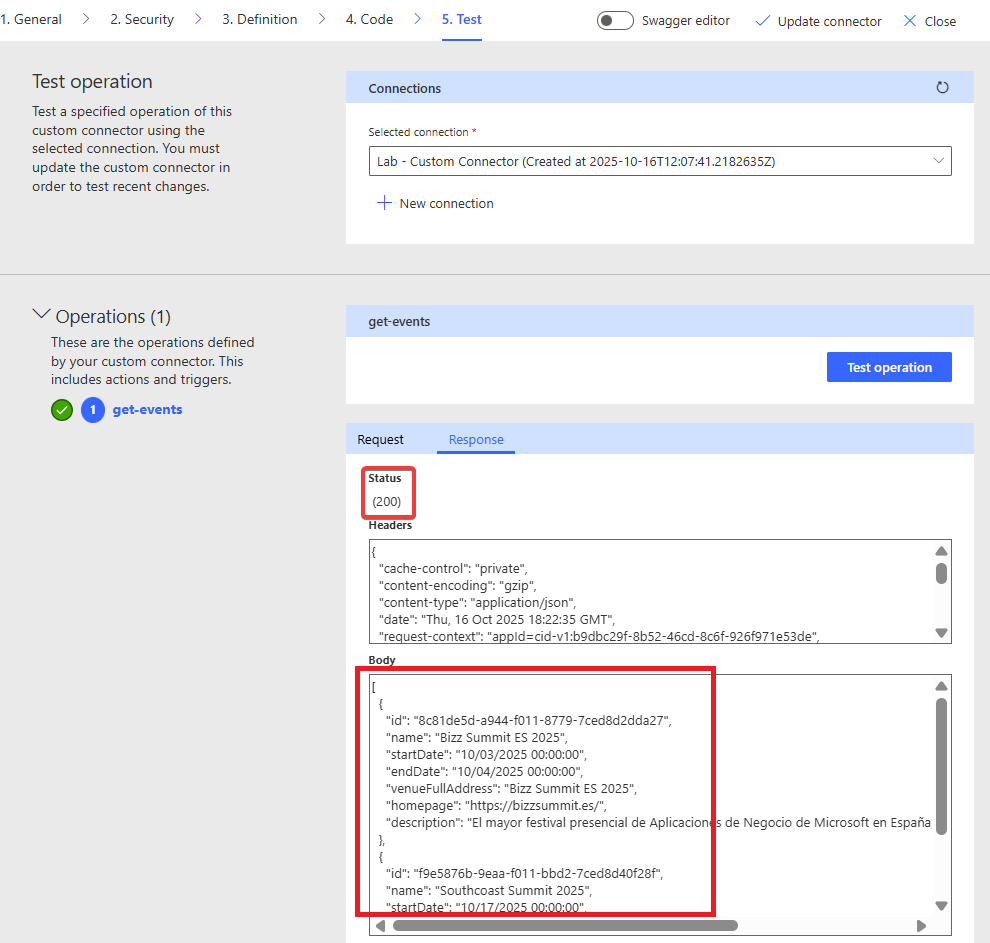 1. General
2. Security
3. Definition
4. Code
5. Test
Swagger editor
Update connector
Close
Test operation
Test a specified operation of this
custom connector using the
selected connection. You must
update the custom connector in
order to test recent changes.
Connections
Selected connection *
Lab - Custom Connector (Created at 2025-10-16T12:07:41.2182635Z)
New connection
Operations (1)
These are the operations defined
by your custom connector. This
includes actions and triggers.
1 get-events
get-events
Test operation
Request
Response
Status
(200)
Headers
{
"cache-control": "private",
"content-encoding": "gzip",
"content-type": "application/json",
"date": "Thu, 16 Oct 2025 18:22:35 GMT",
"request-context": "appId=cid-v1:b9dbc29f-8b52-46cd-8c6f-926f971e53de",
Body
[
{
"id": "8c81de5d-a944-f011-8779-7ced8d2dda27",
"name": "Bizz Summit ES 2025",
"startDate": "10/03/2025 00:00:00",
"endDate": "10/04/2025 00:00:00",
"venueFullAddress": "Bizz Summit ES 2025",
"homepage": "https://bizzsummit.es/",
"description": "El mayor festival presencial de Aplicaciones de Negocio de Microsoft en España
},
{
"id": "f9e5876b-9eaa-f011-bbd2-7ced8d40f28f",
"name": "Southcoast Summit 2025",
"startDate": "10/17/2025 00:00:00",